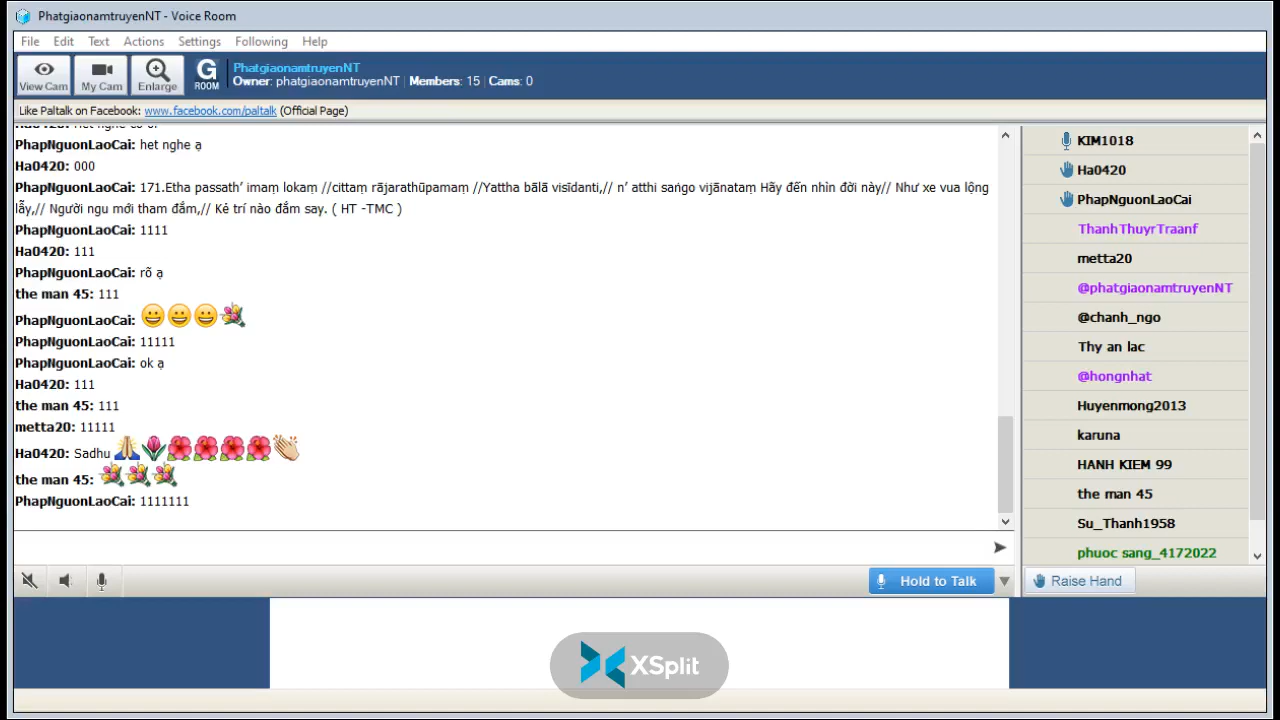 PhatgiaonamtruyenNT - Voice Room
File Edit Text Actions Settings Following Help
View Cam
My Cam
Enlarge
G ROOM
PhatgiaonamtruyenNT
Owner: phatgiaonamtruyenNT | Members: 15 | Cams: 0
Like Paltalk on Facebook: www.facebook.com/paltalk (Official Page)
PhapNguonLaoCai: het nghe ạ
Ha0420: 000
PhapNguonLaoCai: 171.Etha passath’ imaṃ lokaṃ //cittaṃ rājarathūpamaṃ //Yattha bālā visīdanti,// n’ atthi saṅgo vijānataṃ Hãy đến nhìn đời này// Như xe vua lộng
lẫy,// Người ngu mới tham đắm,// Kẻ trí nào đắm say. ( HT -TMC )
PhapNguonLaoCai: 1111
Ha0420: 111
PhapNguonLaoCai: rõ ạ
the man 45: 111
PhapNguonLaoCai:
PhapNguonLaoCai: 11111
PhapNguonLaoCai: ok ạ
Ha0420: 111
the man 45: 111
metta20: 11111
Ha0420: Sadhu
the man 45:
PhapNguonLaoCai: 1111111
Hold to Talk
KIM1018
Ha0420
PhapNguonLaoCai
ThanhThuyrTraanf
metta20
@phatgiaonamtruyenNT
@chanh_ngo
Thy an lac
@hongnhat
Huyenmong2013
karuna
HANH KIEM 99
the man 45
Su_Thanh1958
phuoc sang_4172022
Raise Hand
XSplit